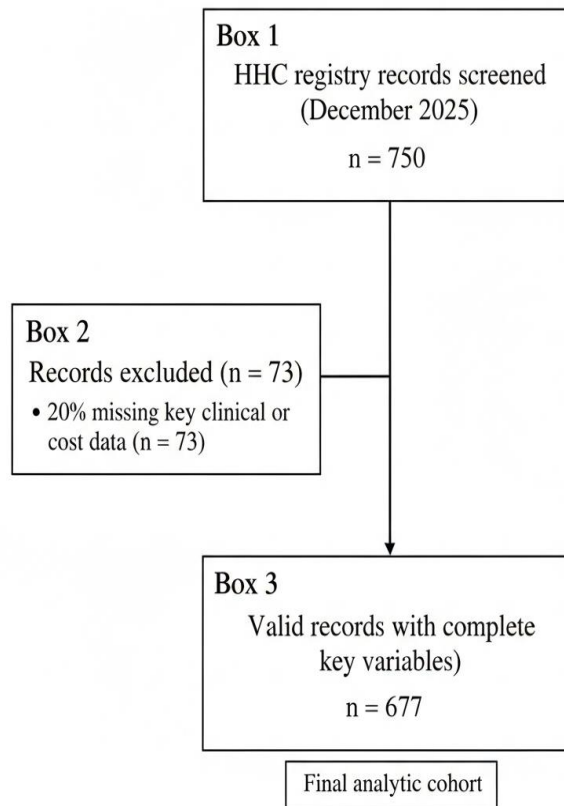 Box 1
HHC registry records screened
(December 2025)
n = 750
Box 2
Records excluded (n = 73)
• 20% missing key clinical or
cost data (n = 73)
Box 3
Valid records with complete
key variables)
n = 677
Final analytic cohort